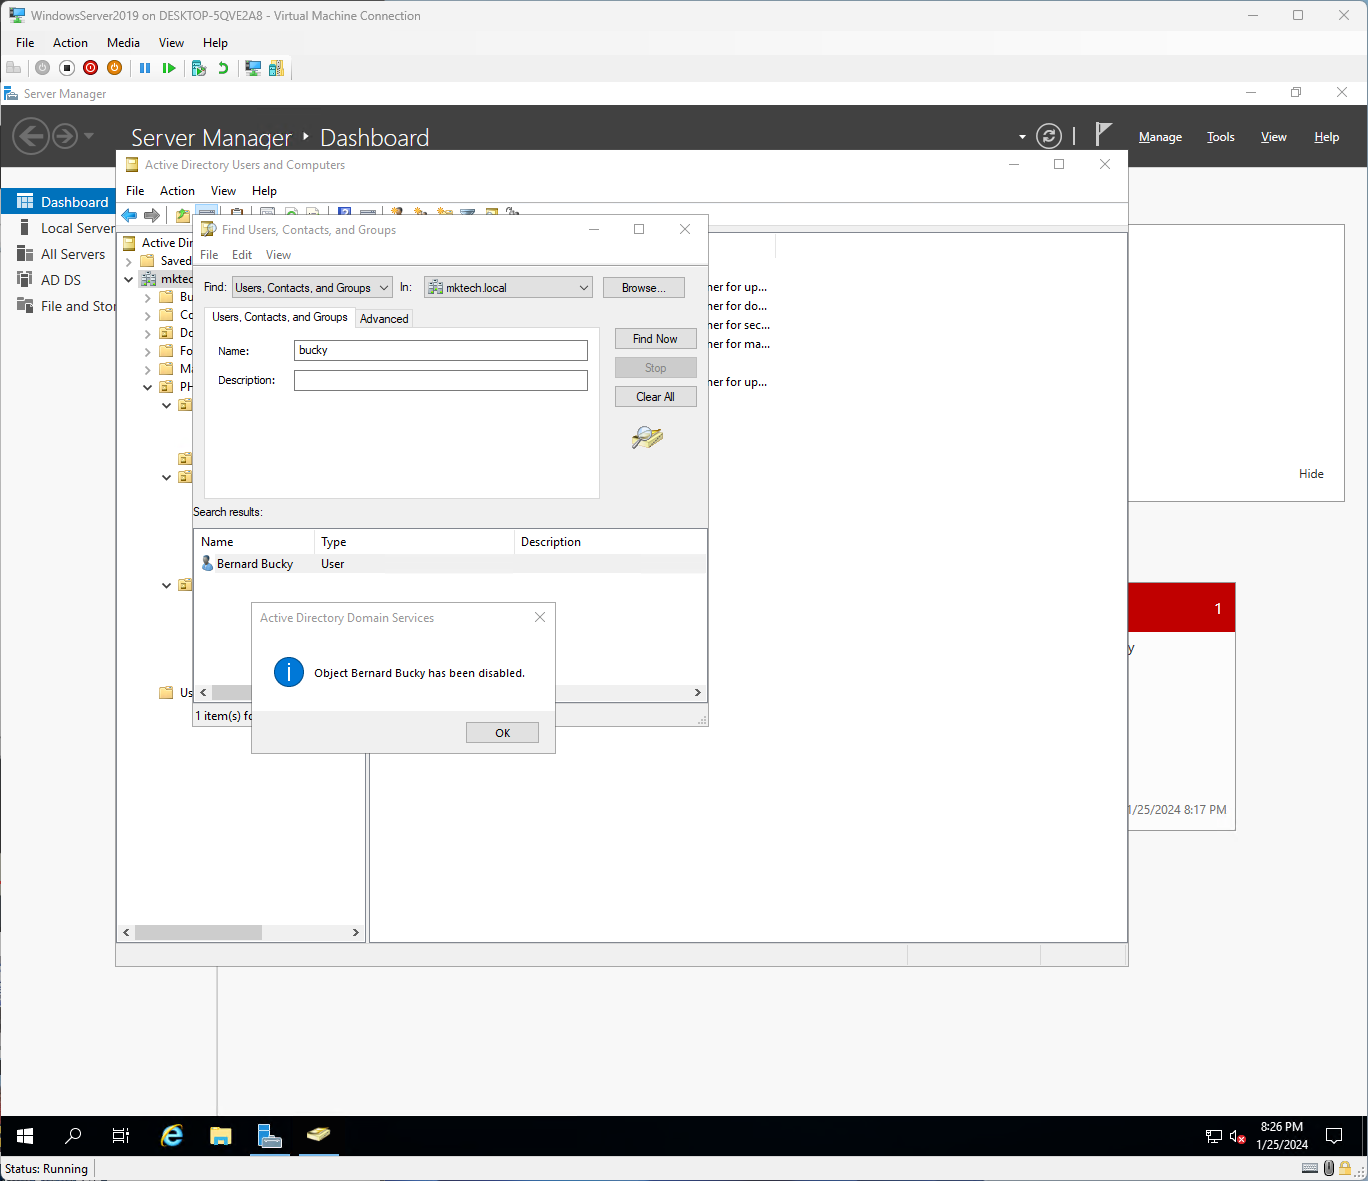 WindowsServer2019 on DESKTOP-5QVE2A8 - Virtual Machine Connection
File Action Media View Help
Server Manager
Server Manager Dashboard
Manage Tools View Help
Active Directory Users and Computers
File Action View Help
Dashboard
Local Server
All Servers
AD DS
File and Stor
Active Dir
Saved
mktec
Bu
Co
Do
Fo
Ma
PH
Us
Find Users, Contacts, and Groups
File Edit View
Find: Users, Contacts, and Groups In: mktech.local Browse...
Users, Contacts, and Groups Advanced
Name: bucky
Description:
Find Now
Stop
Clear All
Search results:
Name Type Description
Bernard Bucky User
1 item(s) fo
Active Directory Domain Services
Object Bernard Bucky has been disabled.
OK
ner for up...
ner for do...
ner for sec...
ner for ma...
ner for up...
Hide
1
y
1/25/2024 8:17 PM
8:26 PM
1/25/2024
Status: Running